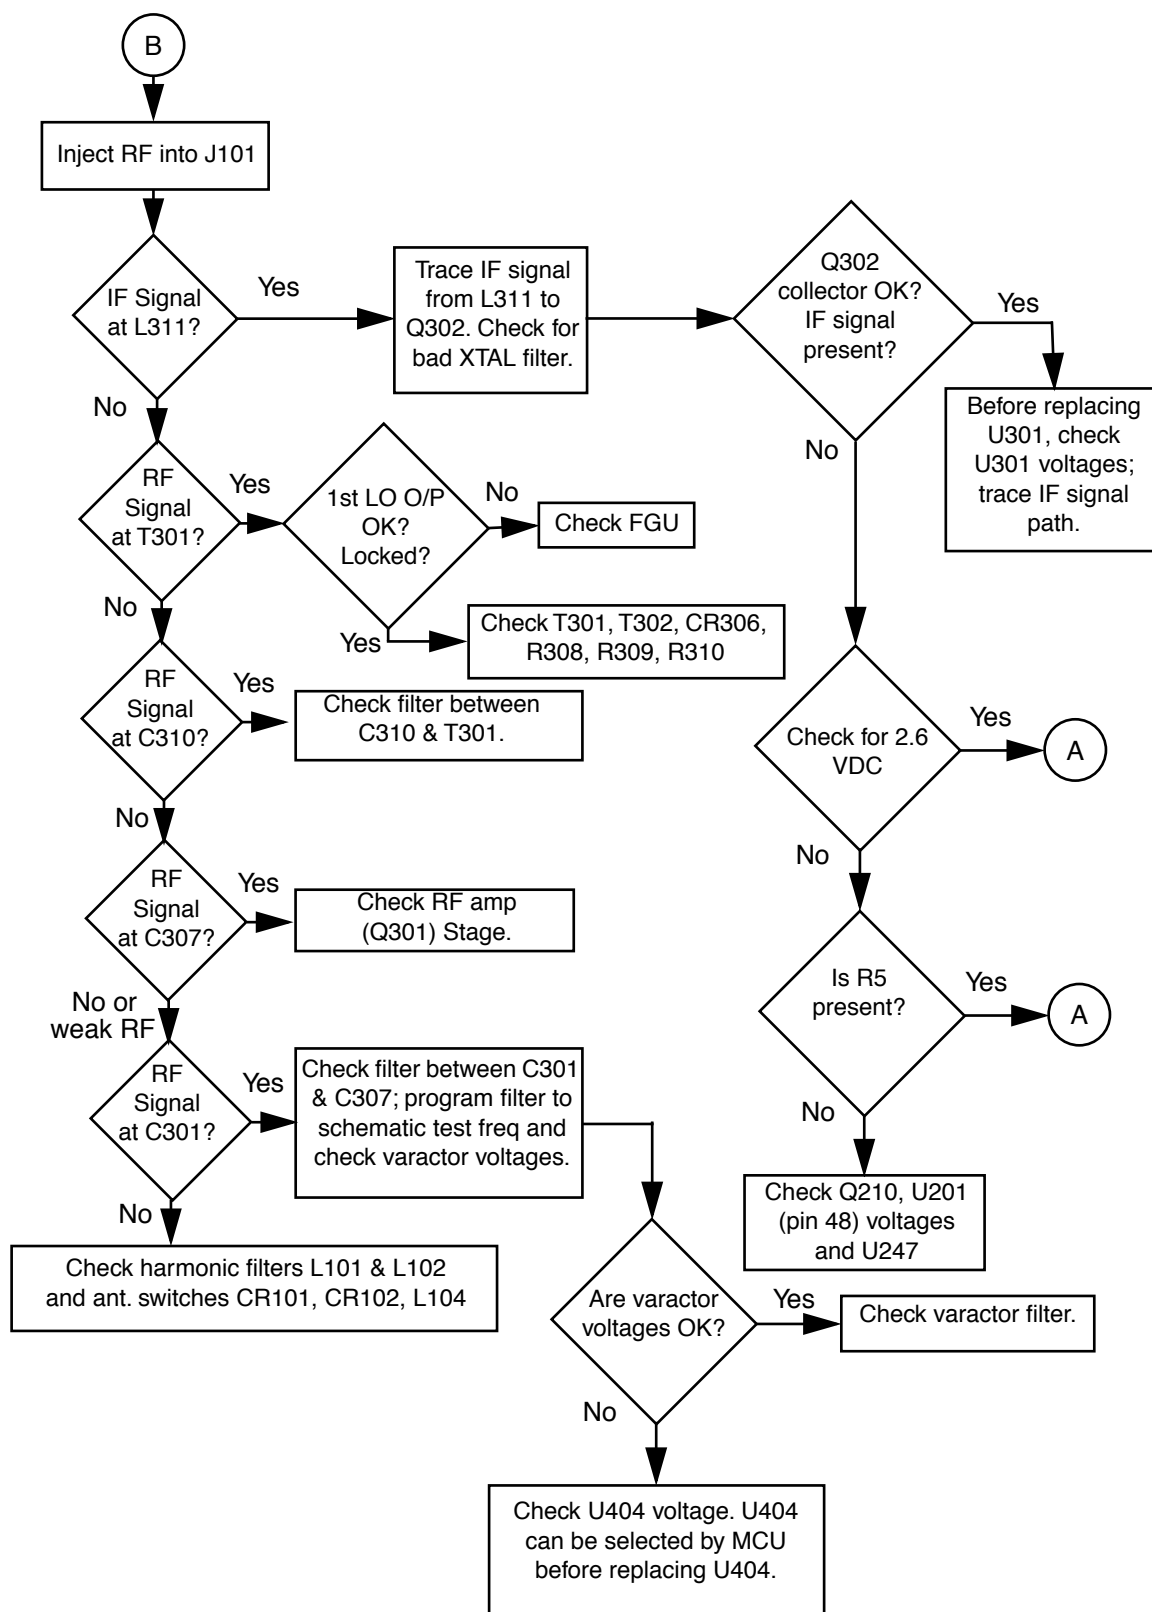 B
Inject RF into J101
IF Signal
at L311?
Yes
Trace IF signal
from L311 to
Q302. Check for
bad XTAL filter.
Q302
collector OK?
IF signal
present?
Yes
Before replacing
U301, check
U301 voltages;
trace IF signal
path.
No
No
RF
Signal
at T301?
Yes
1st LO O/P
OK?
Locked?
No
Check FGU
Yes
Check T301, T302, CR306,
R308, R309, R310
No
RF
Signal
at C310?
Yes
Check filter between
C310 & T301.
Check for 2.6
VDC
Yes
A
No
No
RF
Signal
at C307?
Yes
Check RF amp
(Q301) Stage.
Is R5
present?
Yes
A
No or
weak RF
RF
Signal
at C301?
Yes
Check filter between C301
& C307; program filter to
schematic test freq and
check varactor voltages.
No
Check Q210, U201
(pin 48) voltages
and U247
No
Check harmonic filters L101 & L102
and ant. switches CR101, CR102, L104
Are varactor
voltages OK?
Yes
Check varactor filter.
No
Check U404 voltage. U404
can be selected by MCU
before replacing U404.